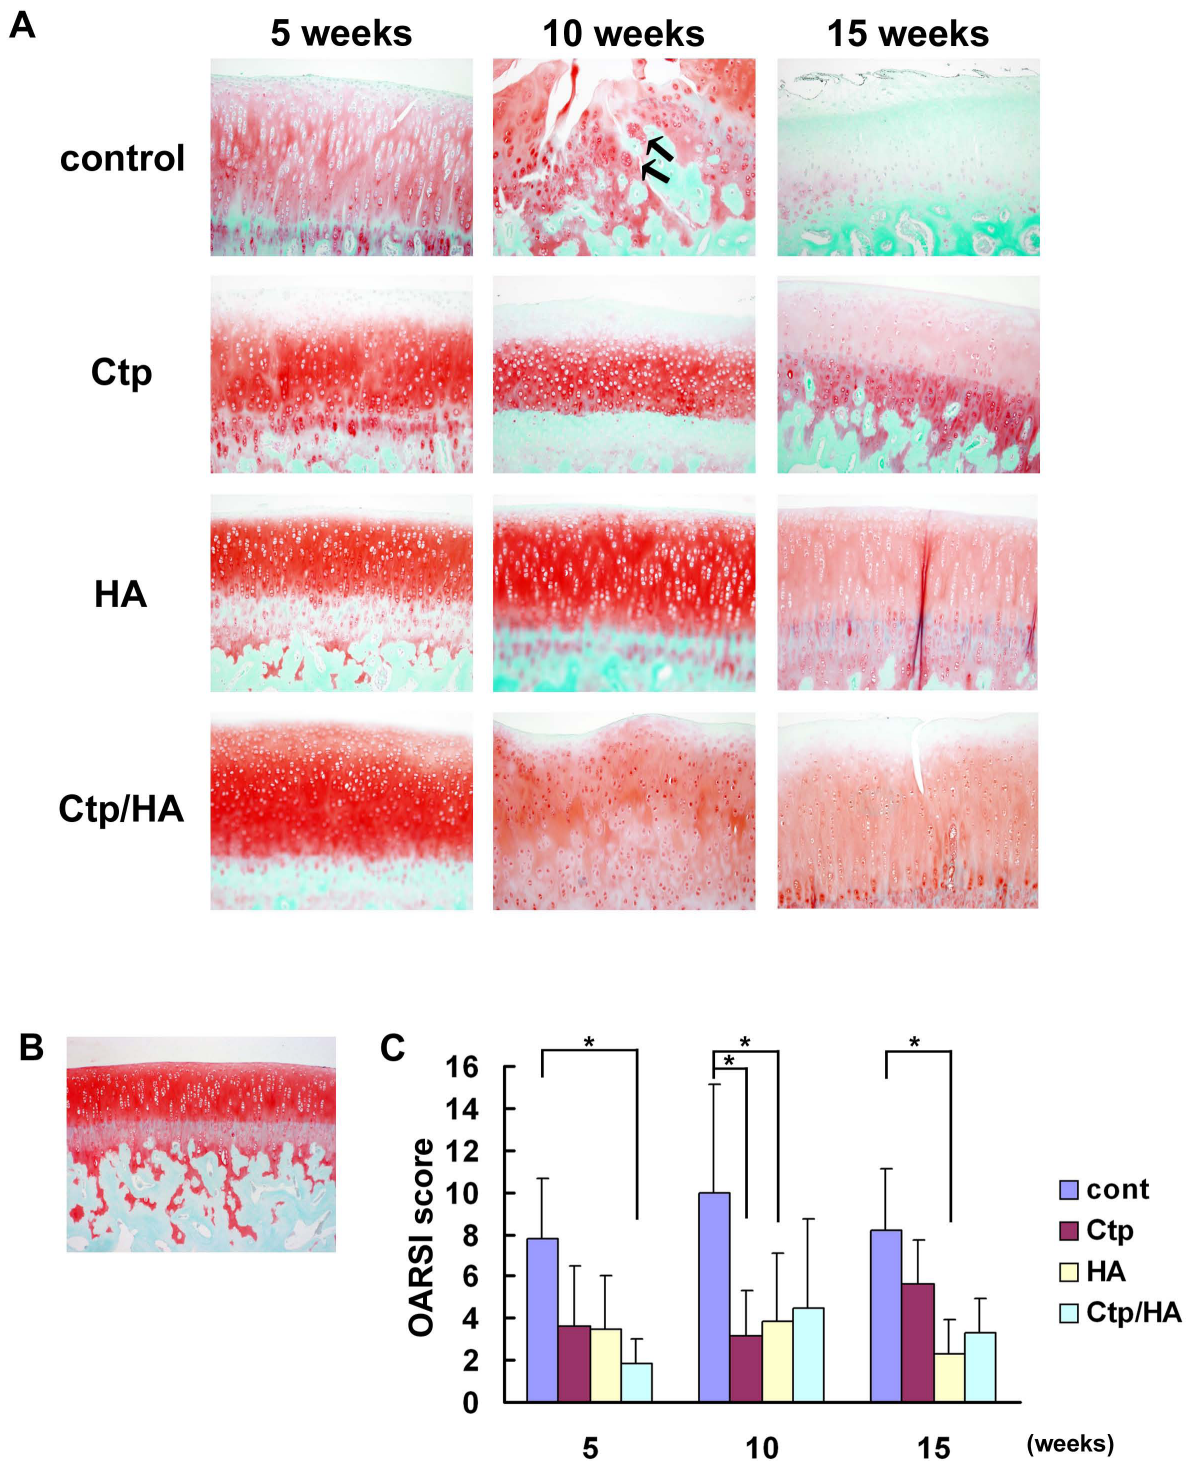 A
5 weeks 10 weeks 15 weeks
control
Ctp
HA
Ctp/HA
B
C
* * * *
OARSI score
16
14
12
10
8
6
4
2
0
5 10 15 (weeks)
cont
Ctp
HA
Ctp/HA